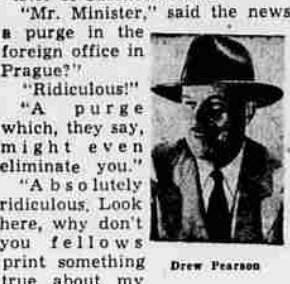 "Mr. Minister," said the news
a purge in the
foreign office in
Prague?"
"Ridiculous!"
"A purge
which, they say,
might even
eliminate you."
"Absolutely
ridiculous. Look
here, why don't
you fellows
print something
true about my
Drew Pearson